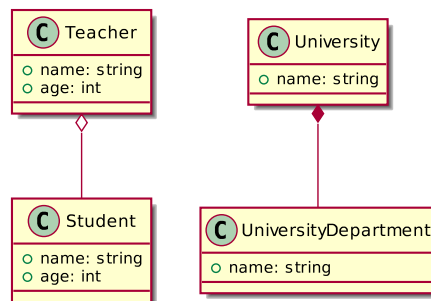 C Teacher
name: string
age: int
C University
name: string
C Student
name: string
age: int
C UniversityDepartment
name: string